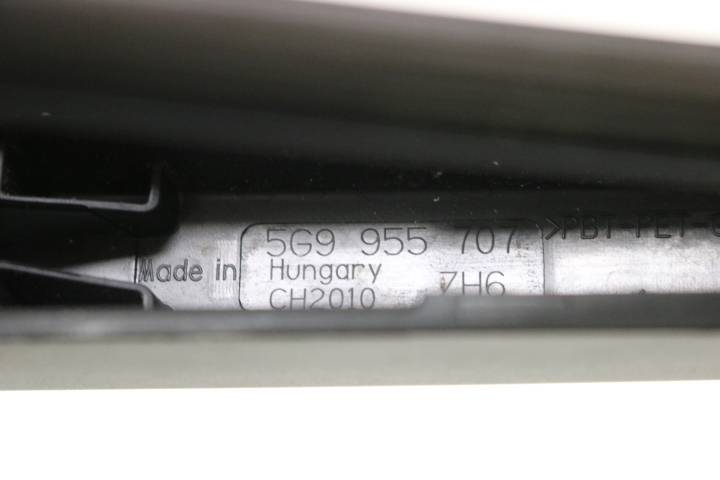 5G9 955 707
>PBT-PET-
Made in Hungary
CH2010 7H6